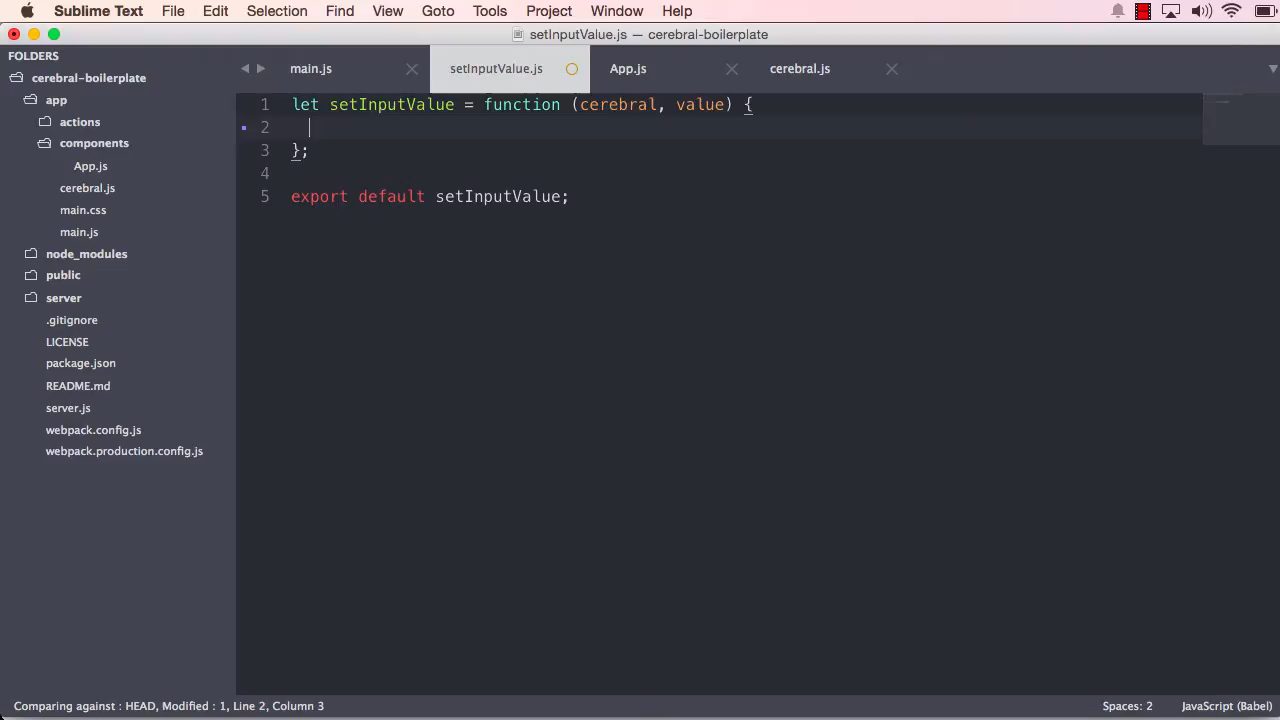 Sublime Text File Edit Selection Find View Goto Tools Project Window Help
setInputValue.js — cerebral-boilerplate
FOLDERS
cerebral-boilerplate
app
actions
components
App.js
cerebral.js
main.css
main.js
node_modules
public
server
.gitignore
LICENSE
package.json
README.md
server.js
webpack.config.js
webpack.production.config.js
main.js setInputValue.js App.js cerebral.js
1 let setInputValue = function (cerebral, value) {
2
3 };
4
5 export default setInputValue;
Comparing against : HEAD, Modified : 1, Line 2, Column 3 Spaces: 2 JavaScript (Babel)